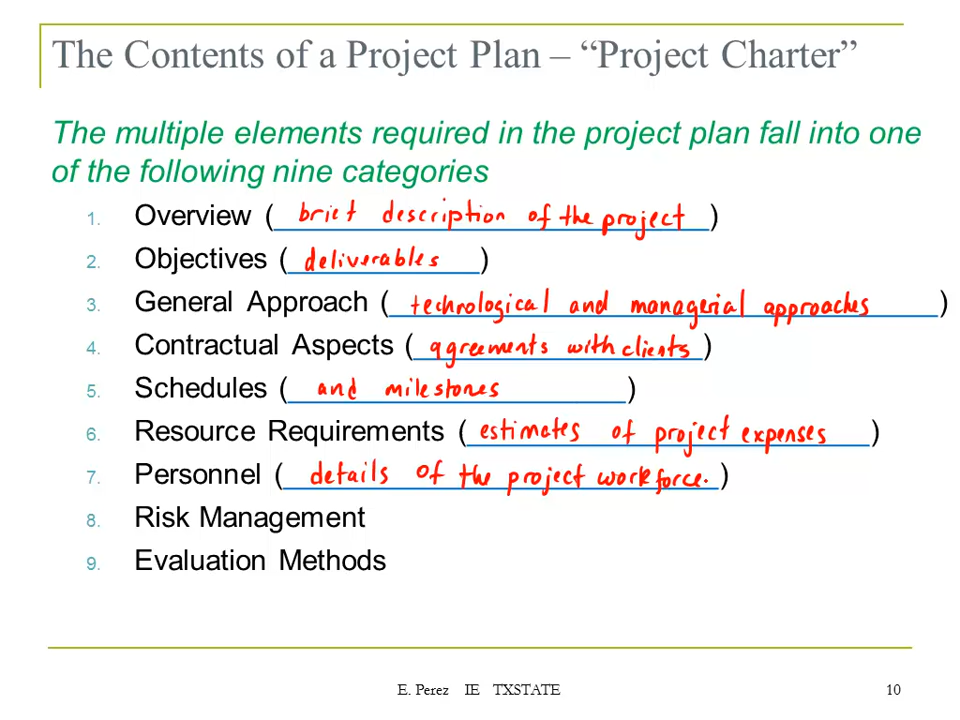 The Contents of a Project Plan – “Project Charter”
The multiple elements required in the project plan fall into one
of the following nine categories
1. Overview (brief description of the project)
2. Objectives (deliverables)
3. General Approach (technological and managerial approaches)
4. Contractual Aspects (agreements with clients)
5. Schedules (and milestones)
6. Resource Requirements (estimates of project expenses)
7. Personnel (details of the project workforce.)
8. Risk Management
9. Evaluation Methods
E. Perez IE TXSTATE 10